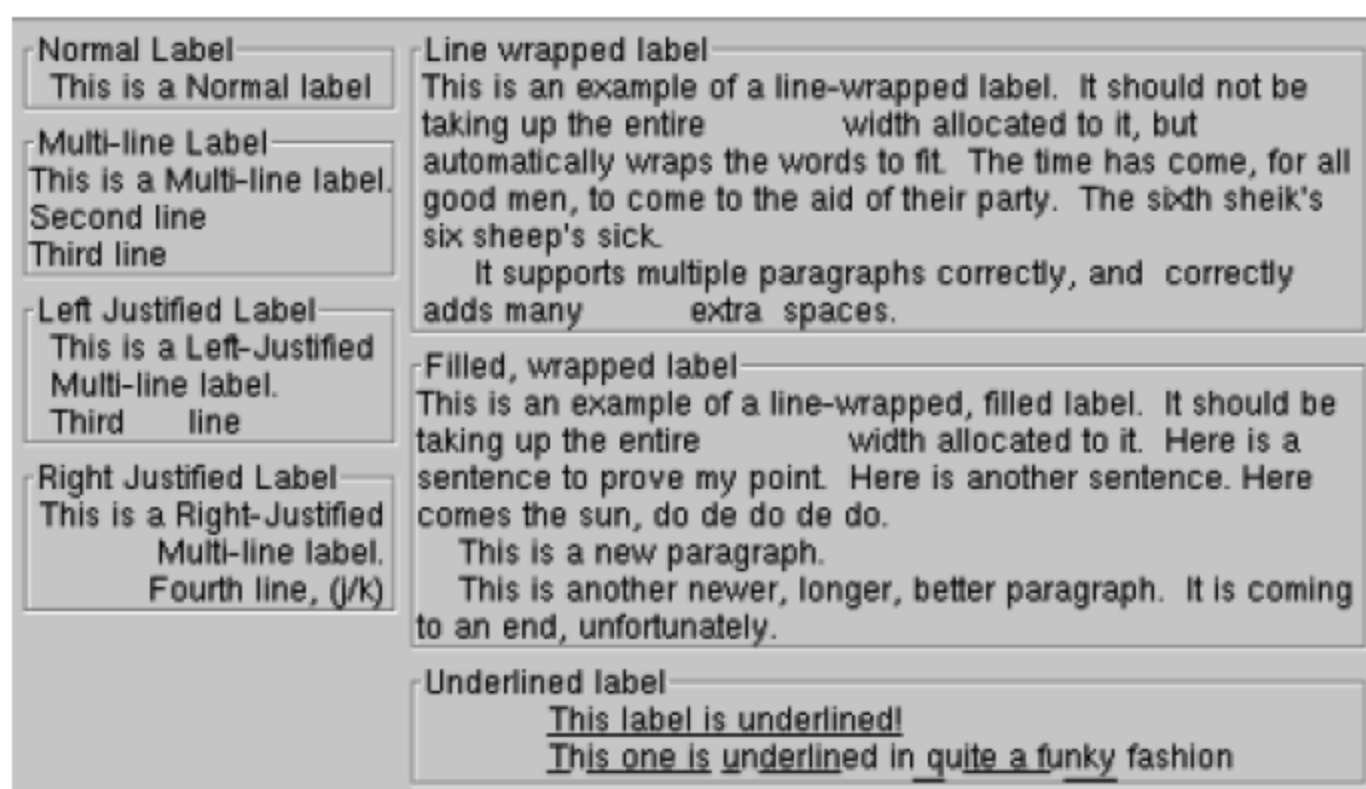 Normal Label
This is a Normal label
Multi-line Label
This is a Multi-line label.
Second line
Third line
Left Justified Label
This is a Left-Justified
Multi-line label.
Third      line
Right Justified Label
This is a Right-Justified
Multi-line label.
Fourth line, (j/k)
Line wrapped label
This is an example of a line-wrapped label.  It should not be
taking up the entire             width allocated to it, but
automatically wraps the words to fit.  The time has come, for all
good men, to come to the aid of their party.  The sixth sheik's
six sheep's sick.
     It supports multiple paragraphs correctly, and  correctly
adds many          extra  spaces.
Filled, wrapped label
This is an example of a line-wrapped, filled label.  It should be
taking up the entire              width allocated to it.  Here is a
sentence to prove my point.  Here is another sentence. Here
comes the sun, do de do de do.
    This is a new paragraph.
    This is another newer, longer, better paragraph.  It is coming
to an end, unfortunately.
Underlined label
This label is underlined!
This one is underlined in quite a funky fashion